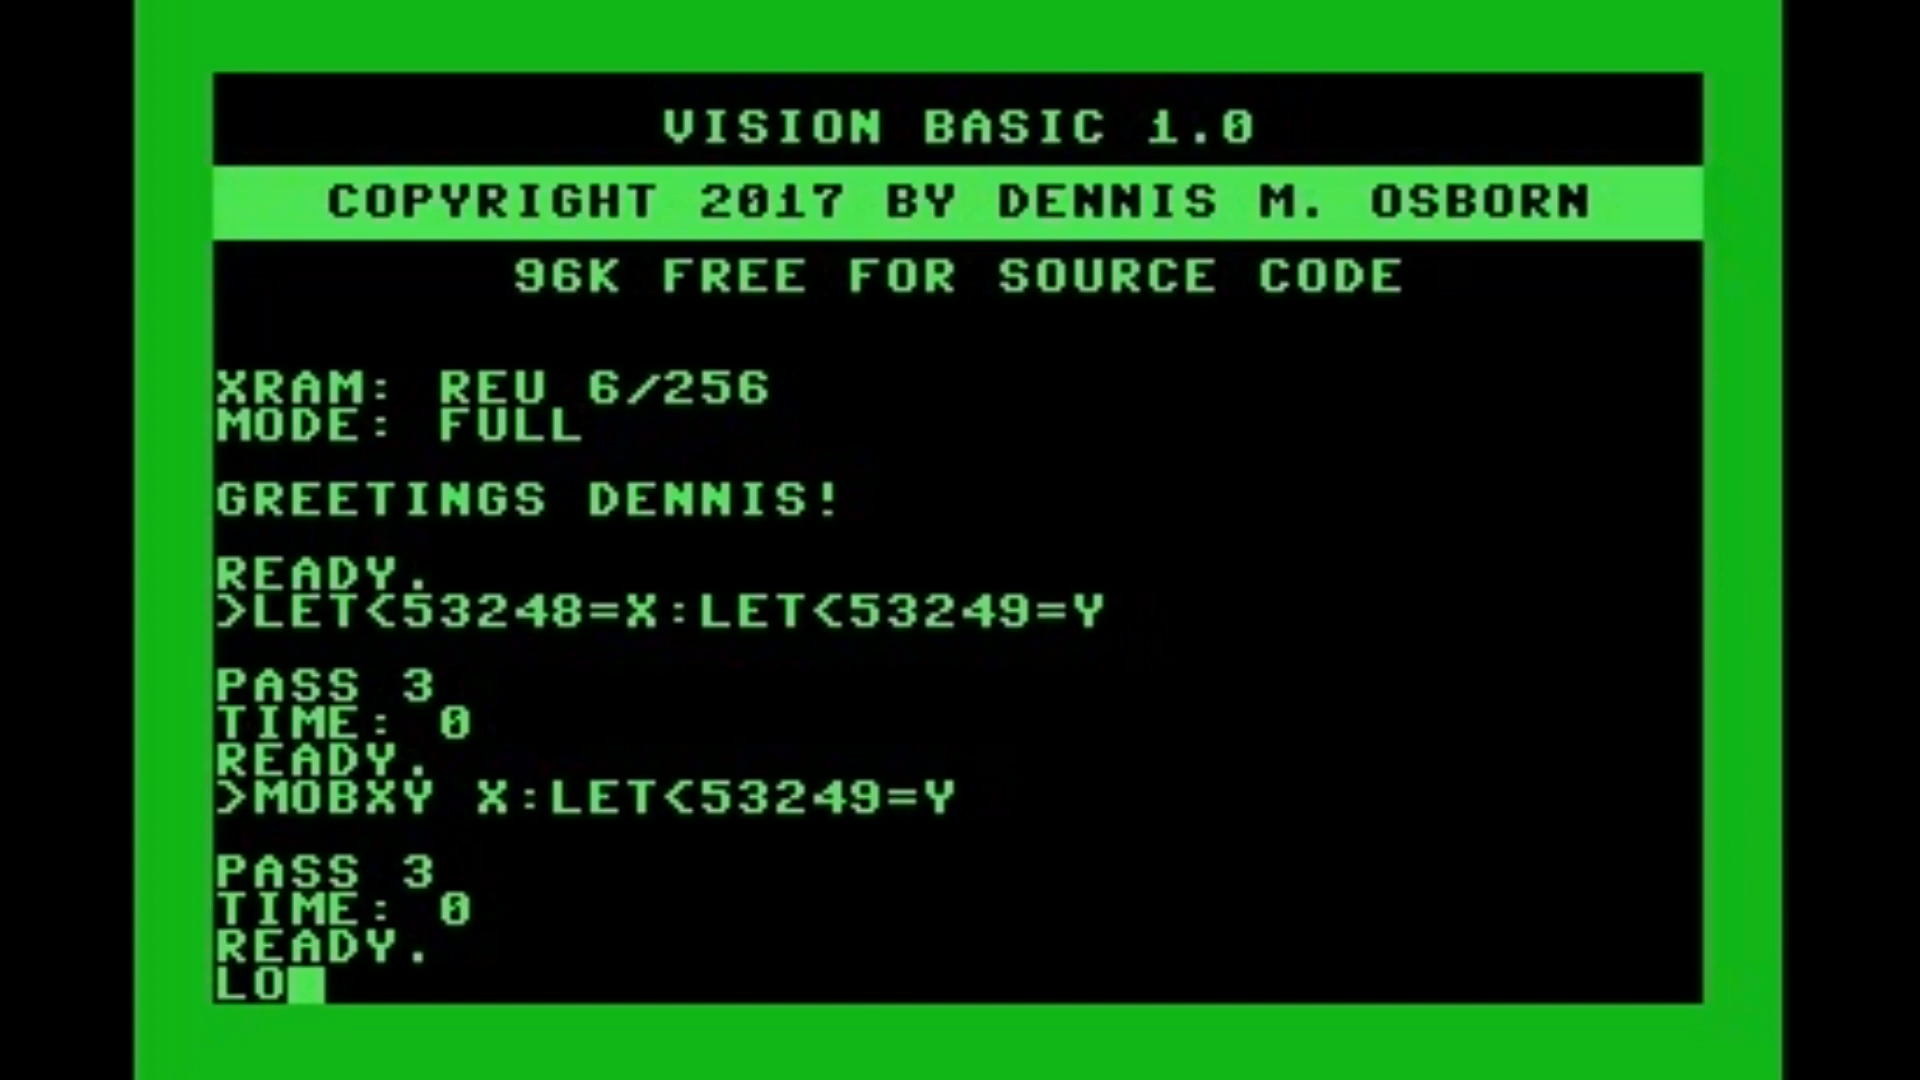 VISION BASIC 1.0
COPYRIGHT 2017 BY DENNIS M. OSBORN
96K FREE FOR SOURCE CODE
XRAM: REU 6/256
MODE: FULL
GREETINGS DENNIS!
READY.
>LET<53248=X:LET<53249=Y
PASS 3
TIME: 0
READY.
>MOBXY X:LET<53249=Y
PASS 3
TIME: 0
READY.
LO